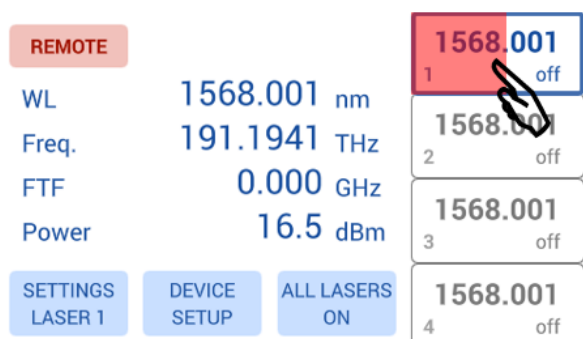 REMOTE
WL 1568.001 nm
Freq. 191.1941 THz
FTF 0.000 GHz
Power 16.5 dBm
SETTINGS
LASER 1
DEVICE
SETUP
ALL LASERS
ON
1568.001
1 off
1568.001
2 off
1568.001
3 off
1568.001
4 off